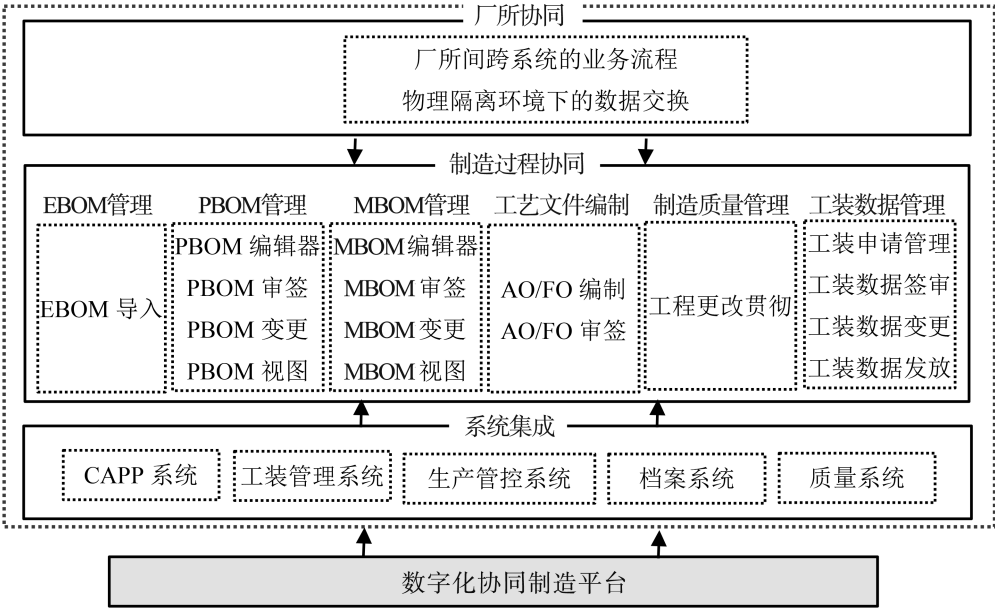 厂所协同
厂所间跨系统的业务流程
物理隔离环境下的数据交换
制造过程协同
EBOM管理
EBOM 导入
PBOM管理
PBOM 编辑器
PBOM 审签
PBOM 变更
PBOM 视图
MBOM管理
MBOM 编辑器
MBOM 审签
MBOM 变更
MBOM 视图
工艺文件编制
AO/FO 编制
AO/FO 审签
制造质量管理
工程更改贯彻
工装数据管理
工装申请管理
工装数据签审
工装数据变更
工装数据发放
系统集成
CAPP 系统
工装管理系统
生产管控系统
档案系统
质量系统
数字化协同制造平台